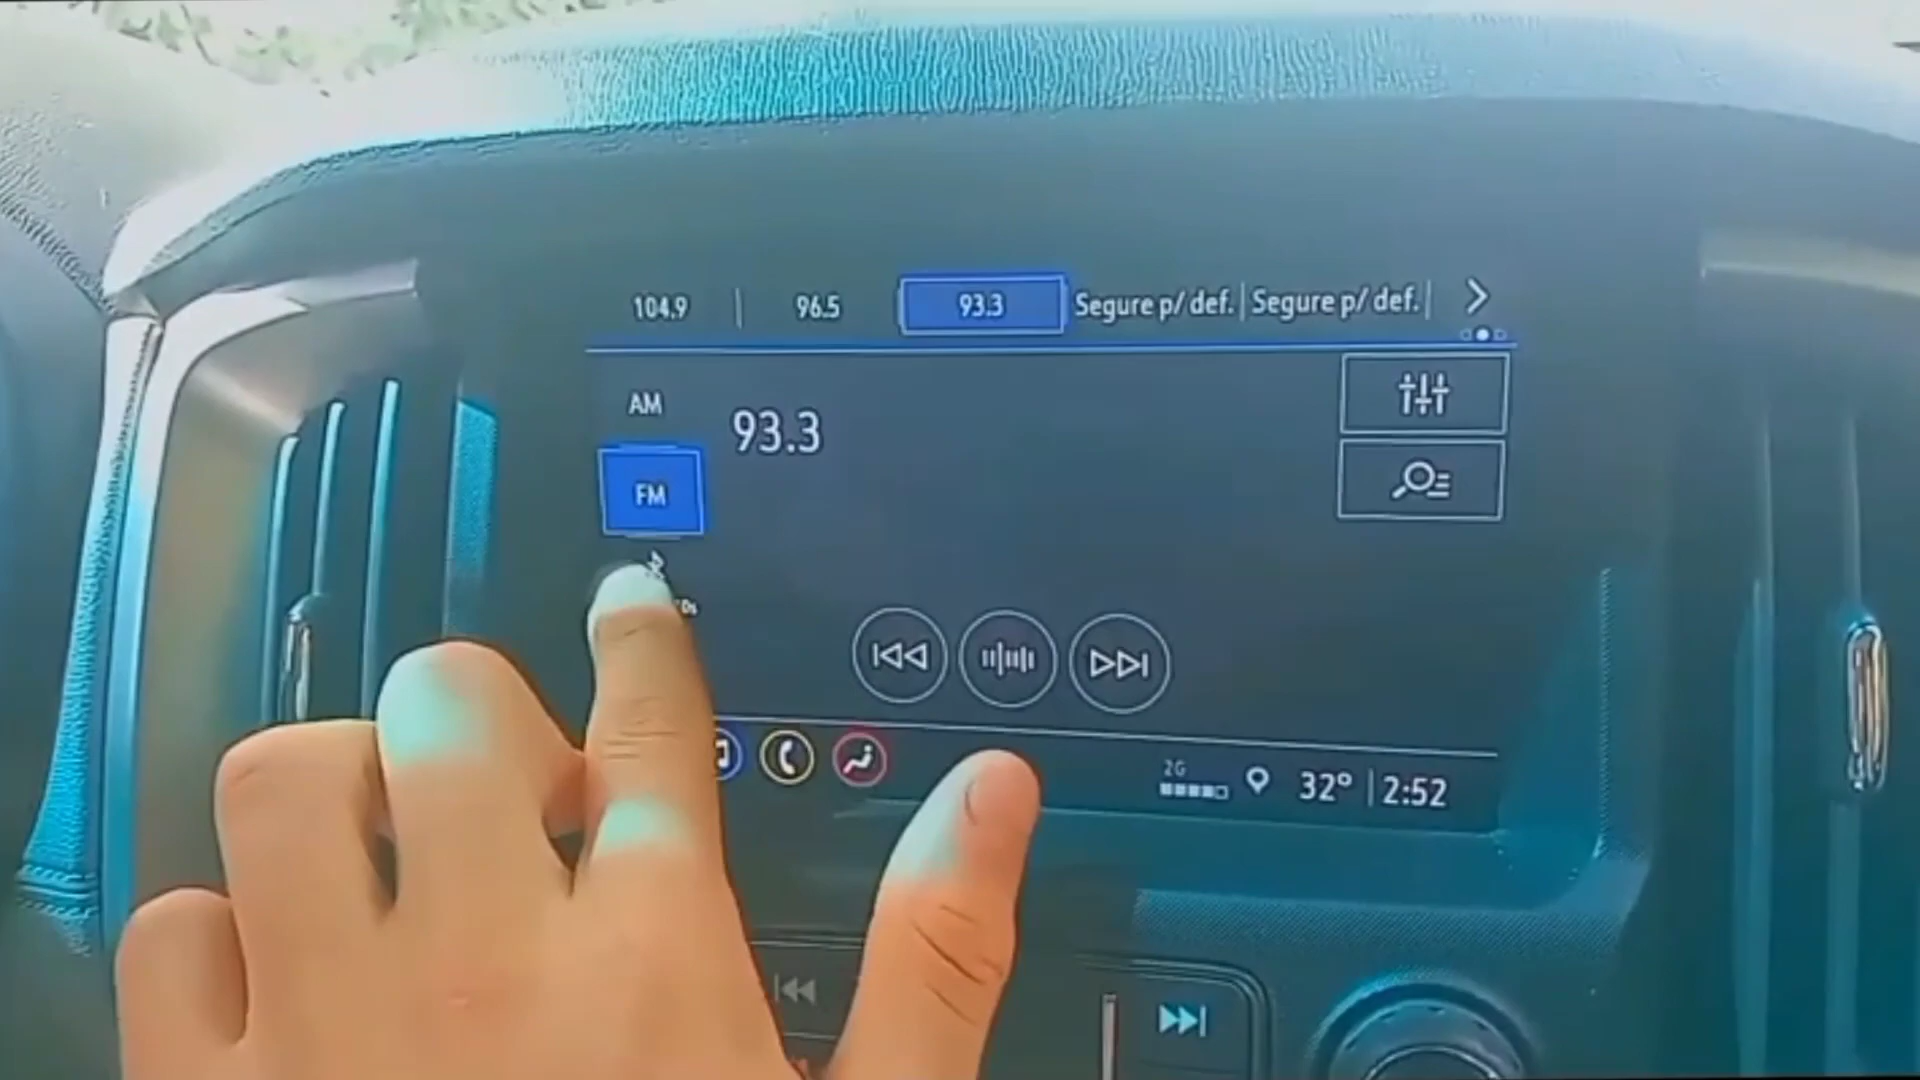 104.9 | 96.5 93.3 Segure p/ def. | Segure p/ def. |
AM
93.3
FM
2G
32° | 2:52